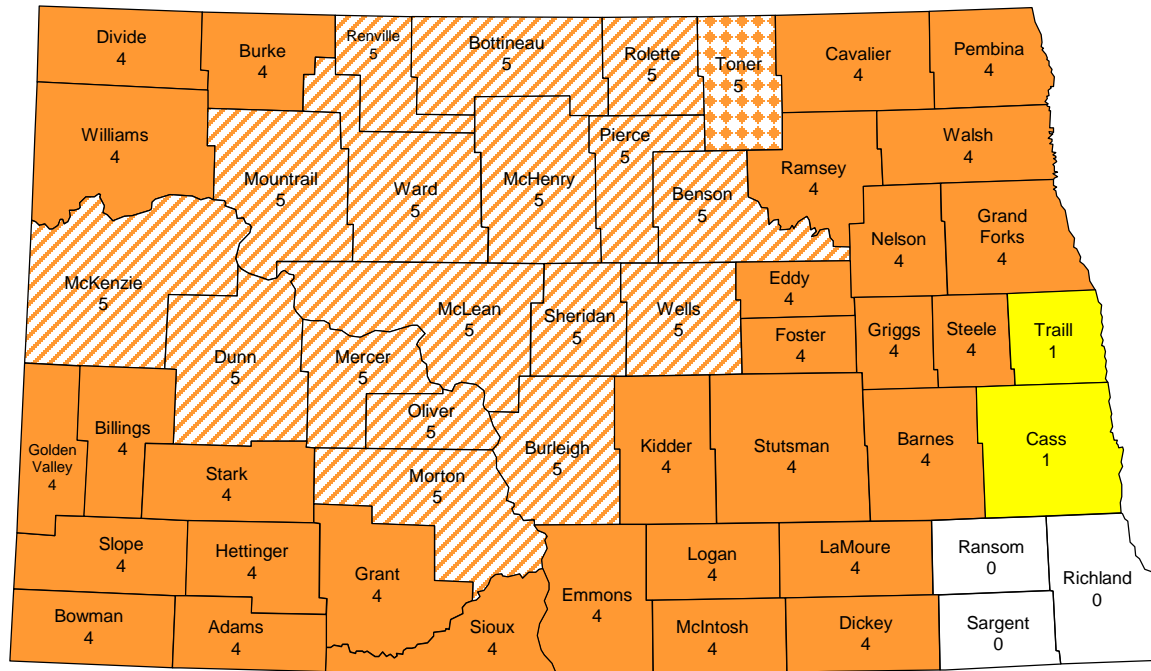 Divide
4
Burke
4
Renville
5
Bottineau
5
Rolette
5
Toner
5
Cavalier
4
Pembina
4
Williams
4
Mountrail
5
Ward
5
McHenry
5
Pierce
5
Benson
5
Ramsey
4
Walsh
4
Nelson
4
Grand
Forks
4
McKenzie
5
Dunn
5
Mercer
5
McLean
5
Sheridan
5
Wells
5
Eddy
4
Foster
4
Griggs
4
Steele
4
Traill
1
Golden
Valley
4
Billings
4
Stark
4
Oliver
5
Morton
5
Burleigh
5
Kidder
4
Stutsman
4
Barnes
4
Cass
1
Slope
4
Hettinger
4
Grant
4
Bowman
4
Adams
4
Sioux
4
Emmons
4
Logan
4
McIntosh
4
LaMoure
4
Dickey
4
Ransom
0
Sargent
0
Richland
0